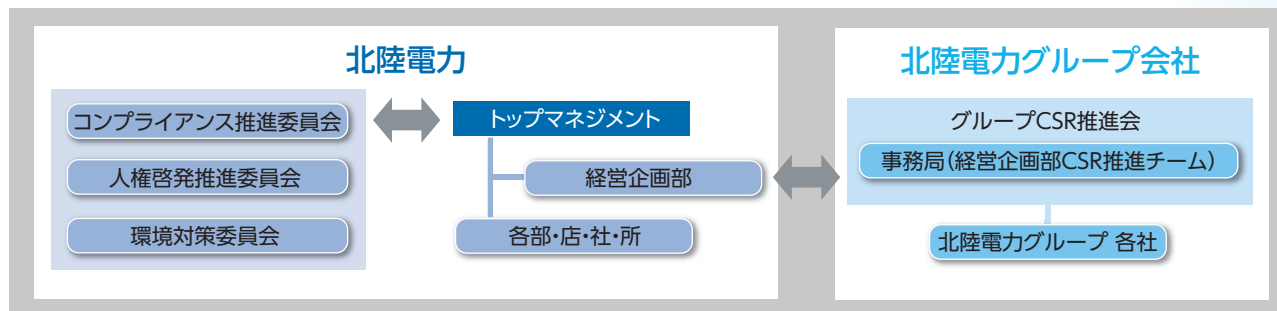 北陸電力
コンプライアンス推進委員会
人権啓発推進委員会
環境対策委員会
トップマネジメント
経営企画部
各部・店・社・所
北陸電力グループ会社
グループCSR推進会
事務局（経営企画部CSR推進チーム）
北陸電力グループ 各社